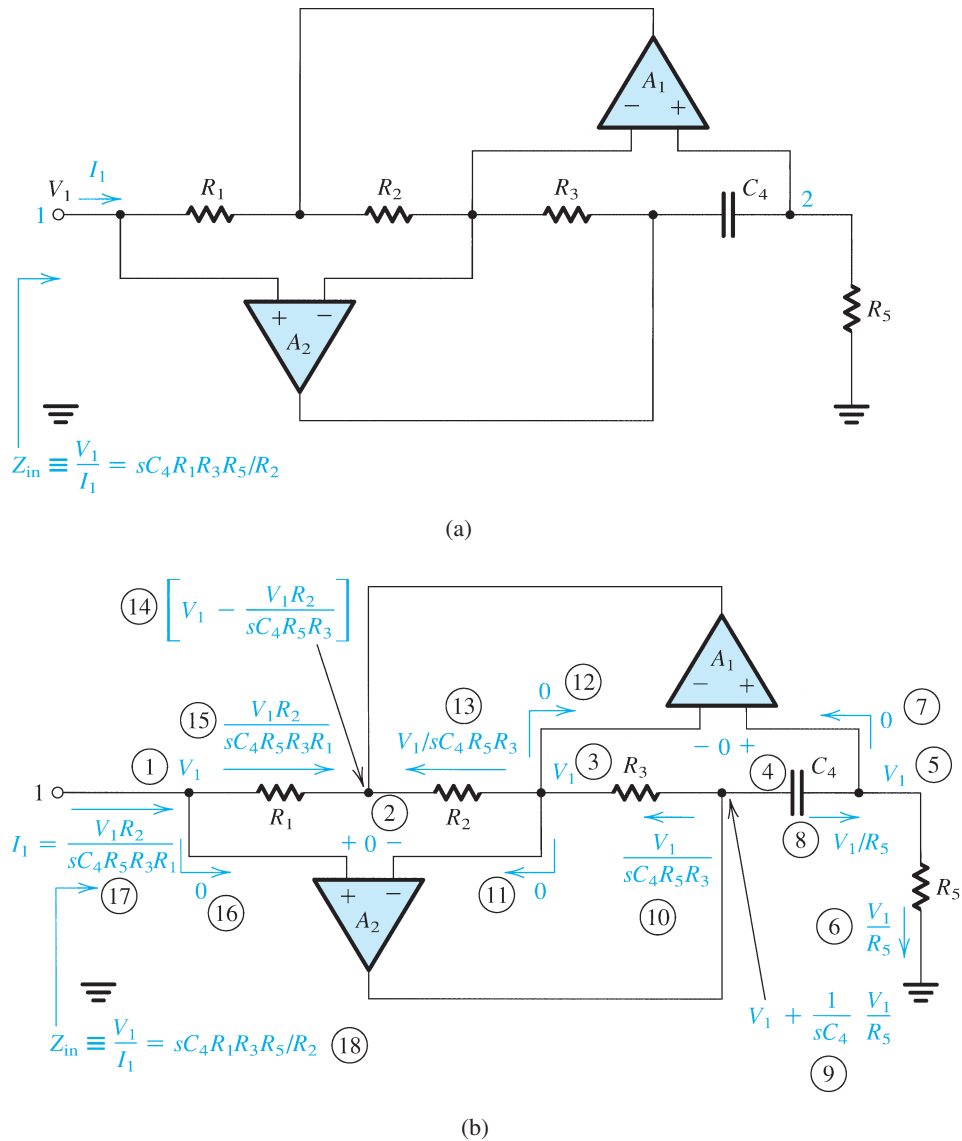 A₁
− +
I₁
V₁
1
R₁
R₂
R₃
C₄
2
+ −
A₂
R₅
Z_in ≡ V₁/I₁ = sC₄R₁R₃R₅/R₂
(a)
⑭ [V₁ − V₁R₂/(sC₄R₅R₃)]
A₁
− +
⑫ 0
⑬ V₁/sC₄R₅R₃
⑮ V₁R₂/(sC₄R₅R₃R₁)
⑦ 0
− 0 +
① V₁
V₁ ③
R₃
④ C₄
V₁ ⑤
1
R₁
②
R₂
I₁ = V₁R₂/(sC₄R₅R₃R₁)
+ 0 −
V₁/(sC₄R₅R₃)
⑧ V₁/R₅
⑰
0
⑯
+ −
A₂
⑪ 0
⑩
R₅
⑥ V₁/R₅
V₁ + 1/(sC₄) V₁/R₅
⑨
Z_in ≡ V₁/I₁ = sC₄R₁R₃R₅/R₂ ⑱
(b)